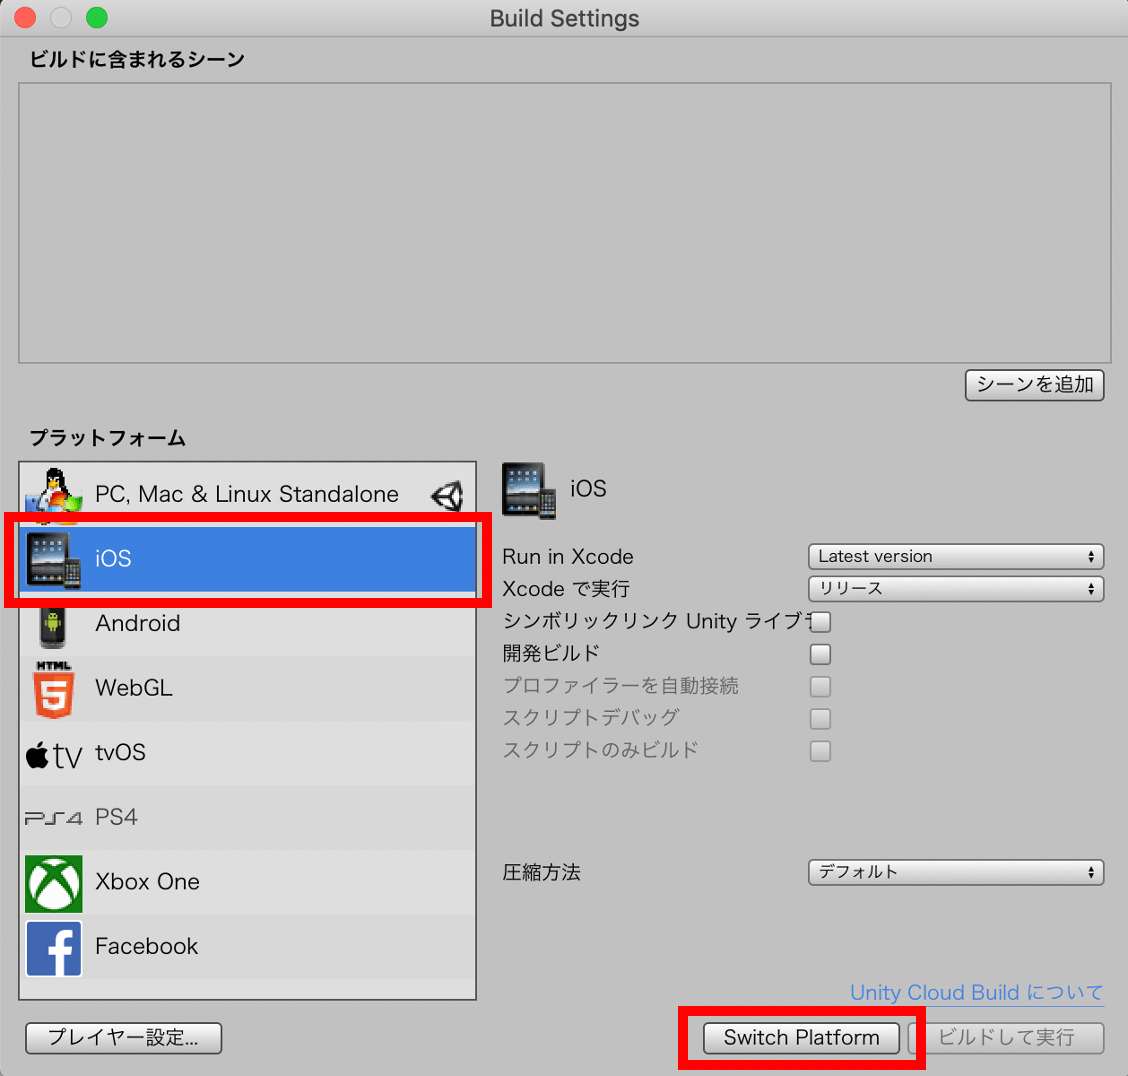 Build Settings
ビルドに含まれるシーン
シーンを追加
プラットフォーム
PC, Mac & Linux Standalone
iOS
Android
HTML
5
WebGL
tv
tvOS
PS4
PS4
Xbox One
Facebook
プレイヤー設定...
iOS
Run in Xcode
Latest version
Xcode で実行
リリース
シンボリックリンク Unity ライブラ
開発ビルド
プロファイラーを自動接続
スクリプトデバッグ
スクリプトのみビルド
圧縮方法
デフォルト
Unity Cloud Build について
Switch Platform
ビルドして実行